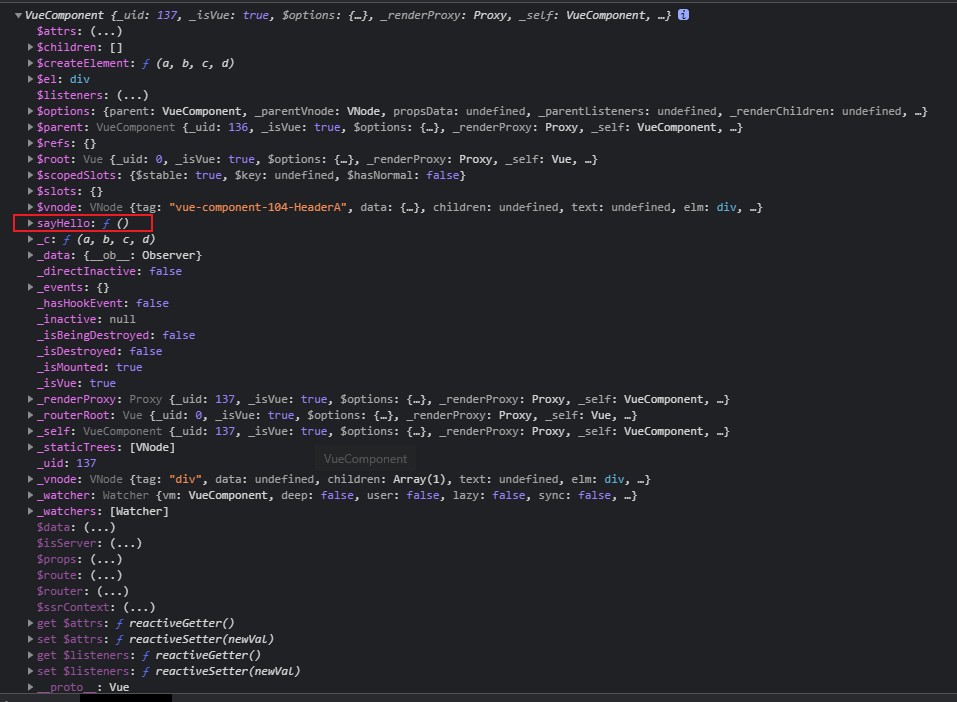 VueComponent {_uid: 137, _isVue: true, $options: {…}, _renderProxy: Proxy, _self: VueComponent, …} i
$attrs: (...)
$children: []
$createElement: ƒ (a, b, c, d)
$el: div
$listeners: (...)
$options: {parent: VueComponent, _parentVnode: VNode, propsData: undefined, _parentListeners: undefined, _renderChildren: undefined, …}
$parent: VueComponent {_uid: 136, _isVue: true, $options: {…}, _renderProxy: Proxy, _self: VueComponent, …}
$refs: {}
$root: Vue {_uid: 0, _isVue: true, $options: {…}, _renderProxy: Proxy, _self: Vue, …}
$scopedSlots: {$stable: true, $key: undefined, $hasNormal: false}
$slots: {}
$vnode: VNode {tag: "vue-component-104-HeaderA", data: {…}, children: undefined, text: undefined, elm: div, …}
sayHello: ƒ ()
_c: ƒ (a, b, c, d)
_data: {__ob__: Observer}
_directInactive: false
_events: {}
_hasHookEvent: false
_inactive: null
_isBeingDestroyed: false
_isDestroyed: false
_isMounted: true
_isVue: true
_renderProxy: Proxy {_uid: 137, _isVue: true, $options: {…}, _renderProxy: Proxy, _self: VueComponent, …}
_routerRoot: Vue {_uid: 0, _isVue: true, $options: {…}, _renderProxy: Proxy, _self: Vue, …}
_self: VueComponent {_uid: 137, _isVue: true, $options: {…}, _renderProxy: Proxy, _self: VueComponent, …}
_staticTrees: [VNode]
VueComponent
_uid: 137
_vnode: VNode {tag: "div", data: undefined, children: Array(1), text: undefined, elm: div, …}
_watcher: Watcher {vm: VueComponent, deep: false, user: false, lazy: false, sync: false, …}
_watchers: [Watcher]
$data: (...)
$isServer: (...)
$props: (...)
$route: (...)
$router: (...)
$ssrContext: (...)
get $attrs: ƒ reactiveGetter()
set $attrs: ƒ reactiveSetter(newVal)
get $listeners: ƒ reactiveGetter()
set $listeners: ƒ reactiveSetter(newVal)
__proto__: Vue